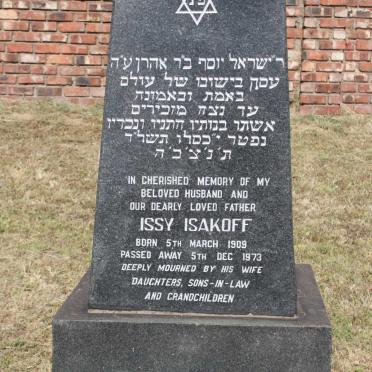 פ נ
ר׳ישראל יוסף ב׳ר אהרן ע׳ה
עסק בישובו של עולם
באמת ובאמונה
עד נצח מזכירים
אשתו בנותיו חתניו ונכדיו
נפטר י׳כסלו תשל׳ד
ת׳נ׳צ׳ב׳ה
IN CHERISHED MEMORY OF MY
BELOVED HUSBAND AND
OUR DEARLY LOVED FATHER
ISSY ISAKOFF
BORN 5TH MARCH 1909
PASSED AWAY 5TH DEC 1973
DEEPLY MOURNED BY HIS WIFE
DAUGHTERS, SONS-IN-LAW
AND GRANDCHILDREN